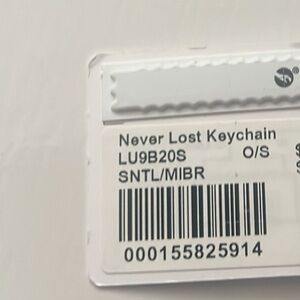 Never Lost Keychain
LU9B20S O/S $
SNTL/MIBR
000155825914